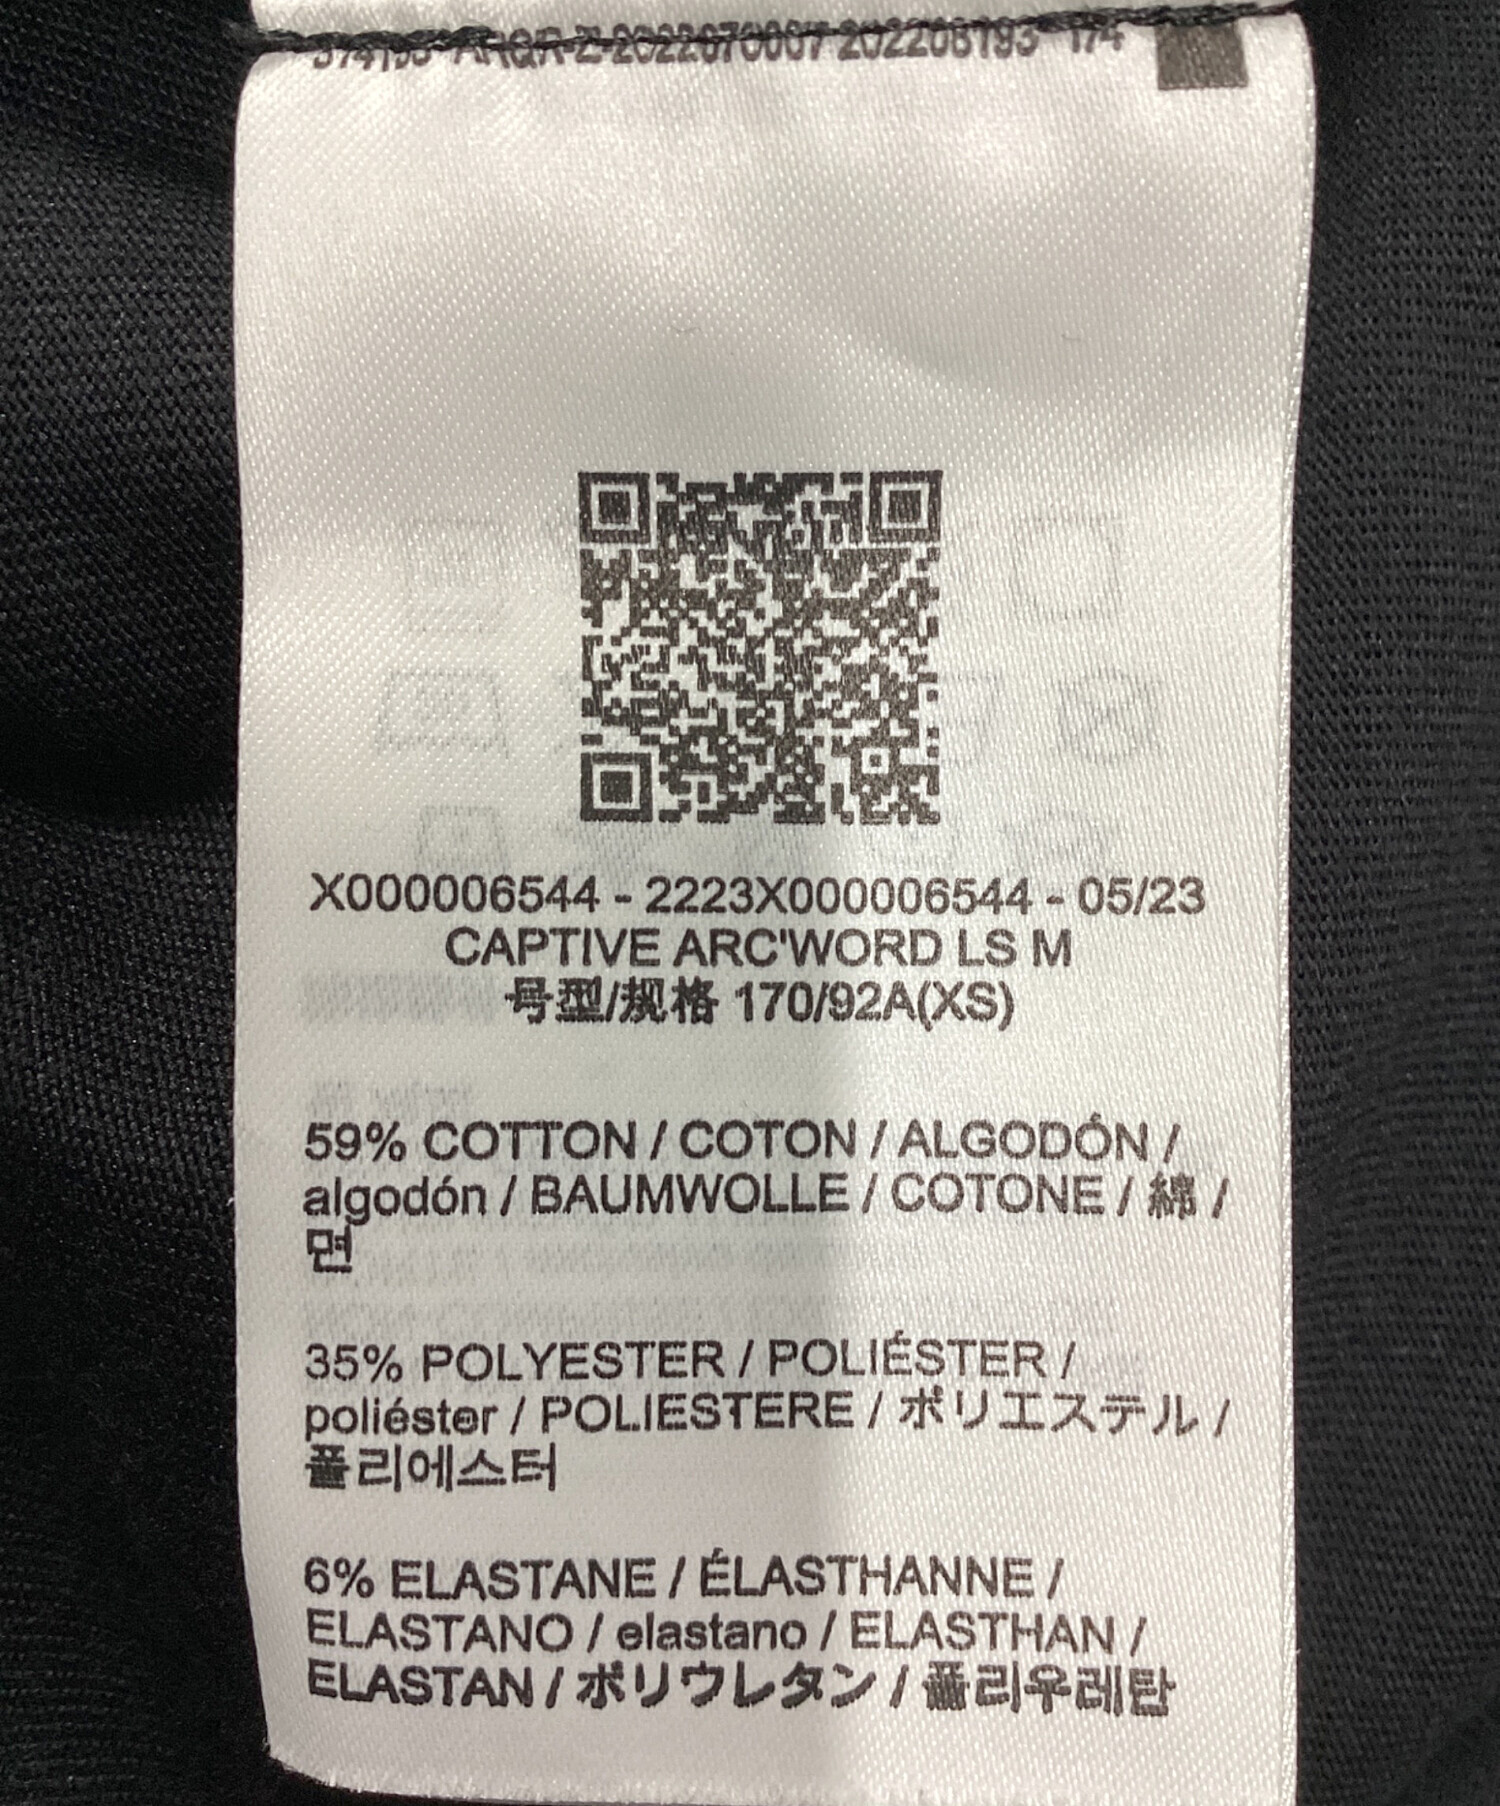 X000006544 - 2223X000006544 - 05/23
CAPTIVE ARC'WORD LS M
号型/规格 170/92A(XS)
59% COTTON / COTON / ALGODÓN /
algodón / BAUMWOLLE / COTONE / 綿 /
면
35% POLYESTER / POLIÉSTER /
poliéster / POLIESTERE / ポリエステル /
폴리에스터
6% ELASTANE / ÉLASTHANNE /
ELASTANO / elastano / ELASTHAN /
ELASTAN / ポリウレタン / 폴리우레탄